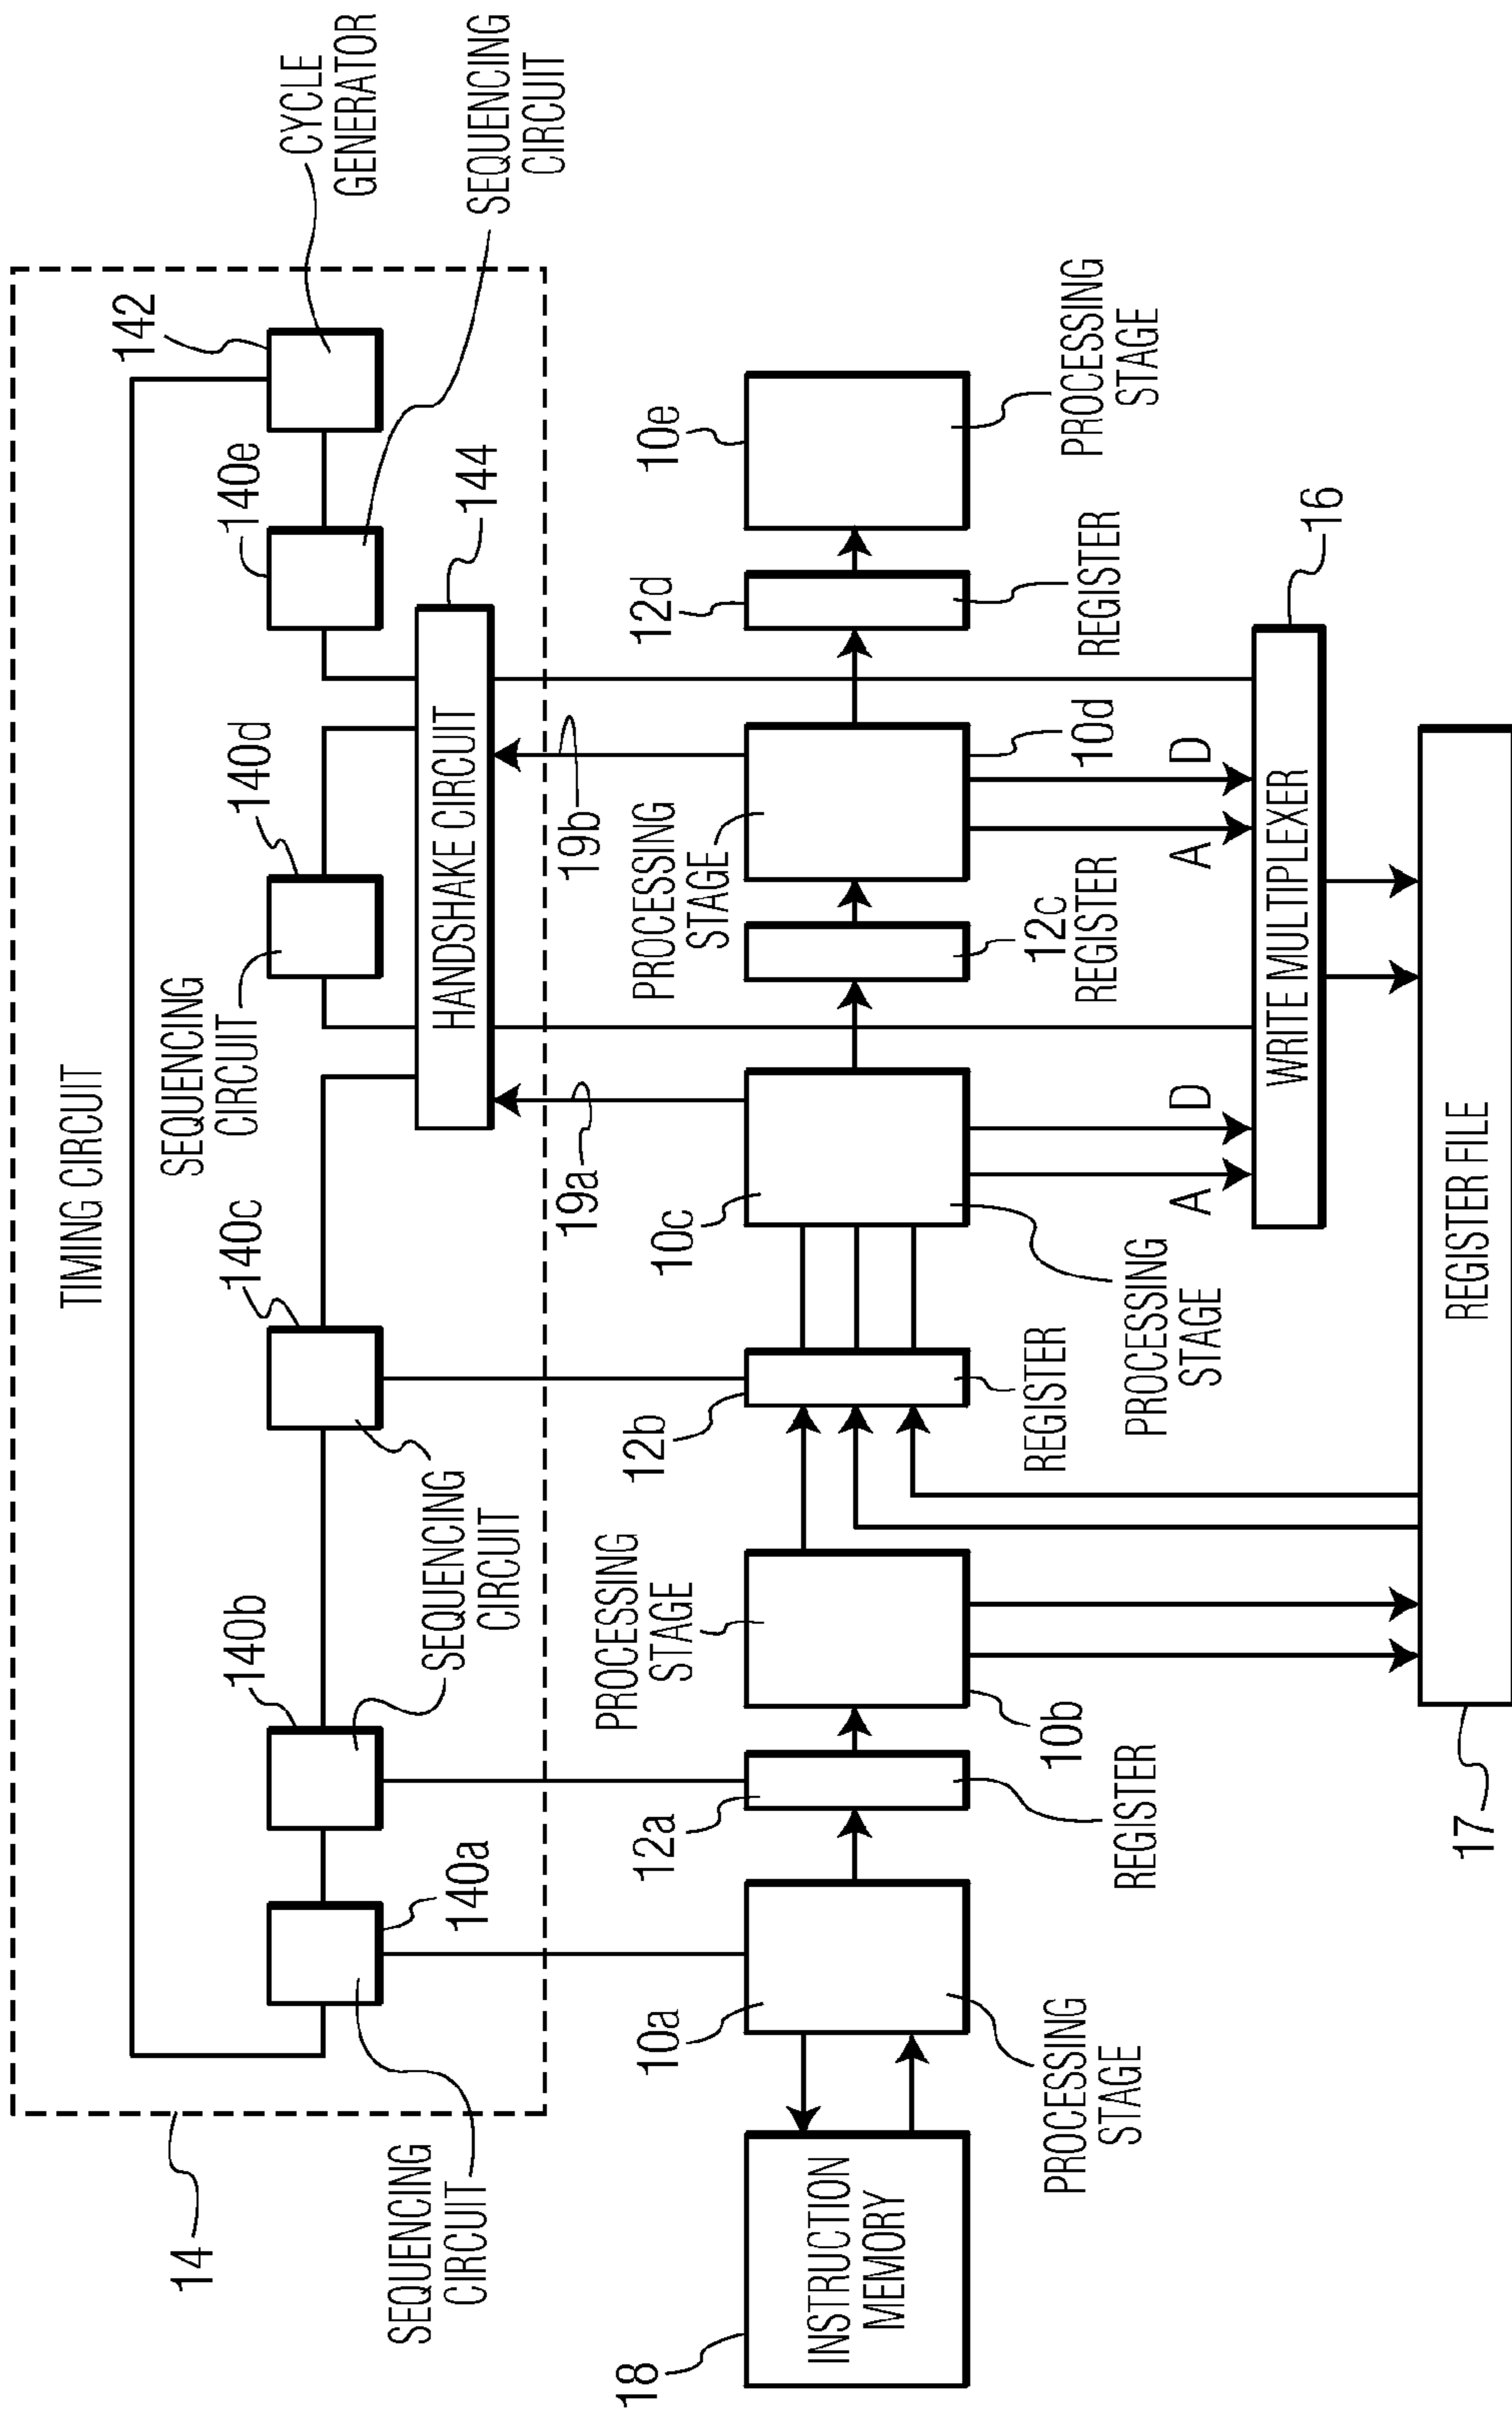 TIMING CIRCUIT
14
142
CYCLE
GENERATOR
SEQUENCING
CIRCUIT
140a
SEQUENCING
CIRCUIT
140b
SEQUENCING
CIRCUIT
140c
SEQUENCING
CIRCUIT
140d
140e
144
HANDSHAKE CIRCUIT
19a
19b
18
INSTRUCTION
MEMORY
10a
PROCESSING
STAGE
12a
REGISTER
PROCESSING
STAGE
10b
12b
REGISTER
10c
PROCESSING
STAGE
12c
REGISTER
PROCESSING
STAGE
10d
12d
REGISTER
10e
PROCESSING
STAGE
A
D
A
D
16
WRITE MULTIPLEXER
17
REGISTER FILE